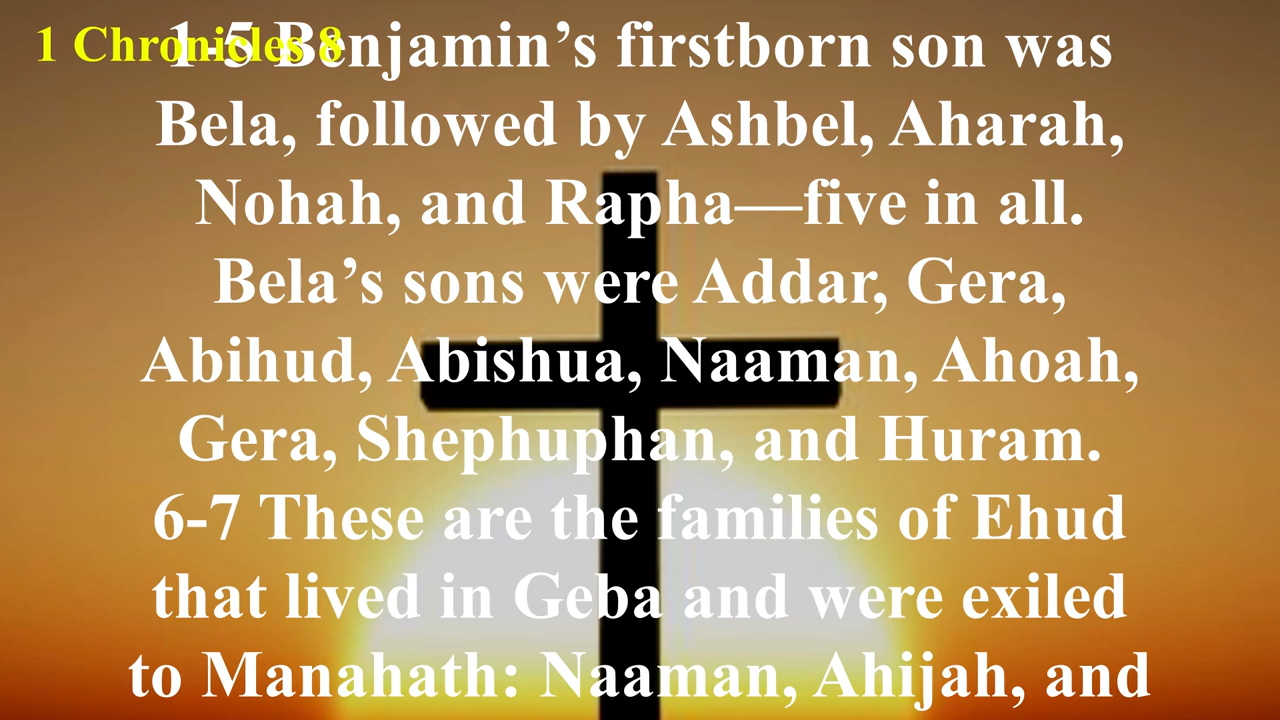 1 Chronicles 8
1-5 Benjamin’s firstborn son was
Bela, followed by Ashbel, Aharah,
Nohah, and Rapha—five in all.
Bela’s sons were Addar, Gera,
Abihud, Abishua, Naaman, Ahoah,
Gera, Shephuphan, and Huram.
6-7 These are the families of Ehud
that lived in Geba and were exiled
to Manahath: Naaman, Ahijah, and